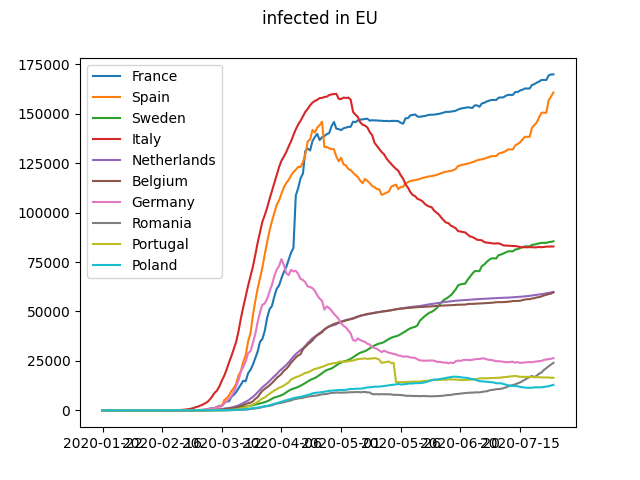 infected in EU
175000
150000
125000
100000
75000
50000
25000
0
France
Spain
Sweden
Italy
Netherlands
Belgium
Germany
Romania
Portugal
Poland
2020-01-22 2020-02-16 2020-03-12 2020-04-06 2020-05-01 2020-05-26 2020-06-20 2020-07-15